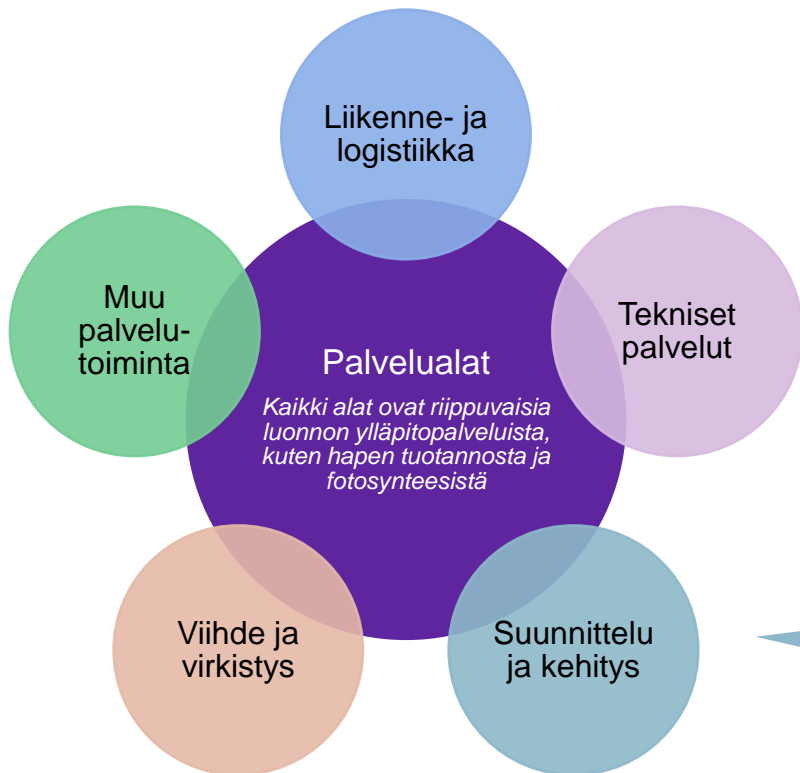 Liikenne- ja
logistiikka
Muu
palvelu-
toiminta
Tekniset
palvelut
Palvelualat
Kaikki alat ovat riippuvaisia
luonnon ylläpitopalveluista,
kuten hapen tuotannosta ja
fotosynteesistä
Viihde ja
virkistys
Suunnittelu
ja kehitys